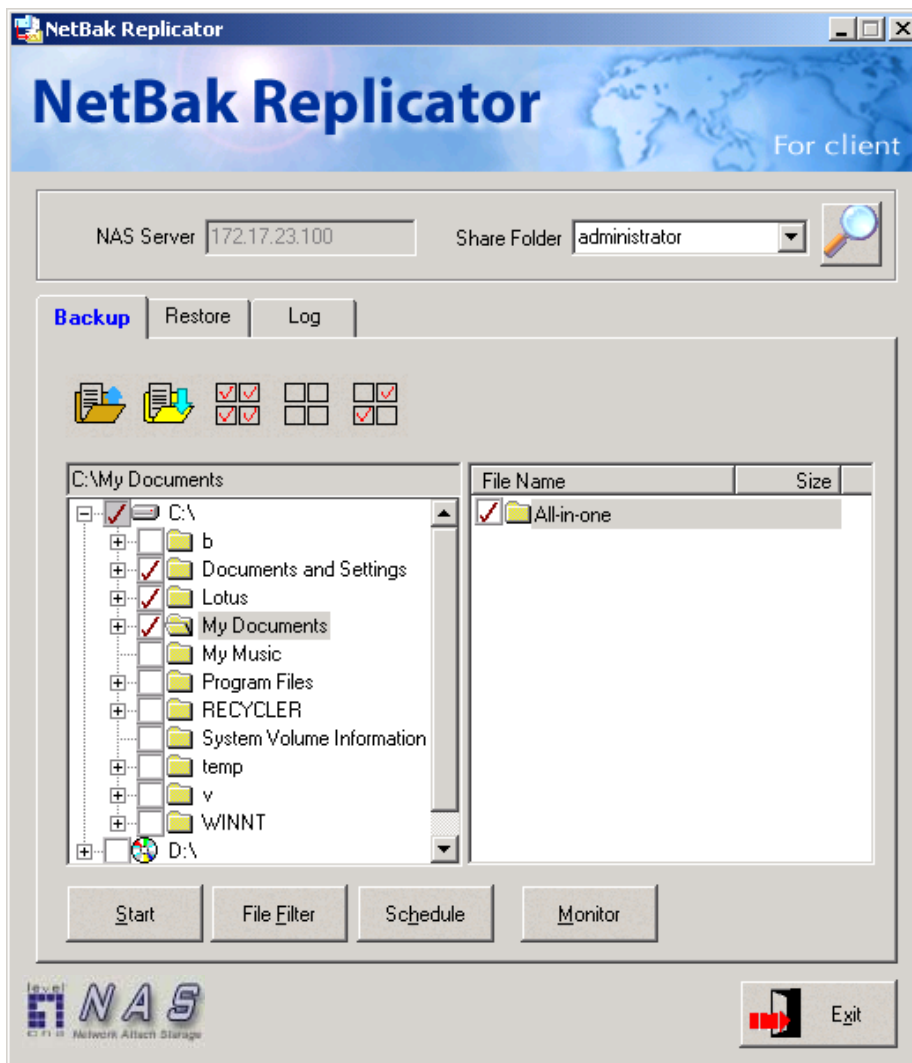 NetBak Replicator
NetBak Replicator
For client
NAS Server 172.17.23.100 Share Folder administrator
Backup Restore Log
C:\My Documents
C:\
b
Documents and Settings
Lotus
My Documents
My Music
Program Files
RECYCLER
System Volume Information
temp
v
WINNT
D:\
File Name Size
All-in-one
Start File Filter Schedule Monitor
level
one
NAS
Network Attach Storage
Exit